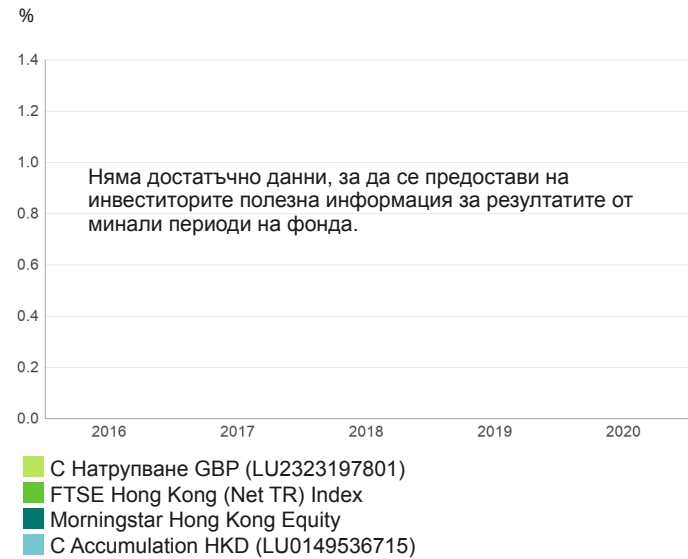 %
1.4
1.2
1.0
0.8
0.6
0.4
0.2
0.0
Няма достатъчно данни, за да се предостави на
инвеститорите полезна информация за резултатите от
минали периоди на фонда.
2016 2017 2018 2019 2020
С Натрупване GBP (LU2323197801)
FTSE Hong Kong (Net TR) Index
Morningstar Hong Kong Equity
C Accumulation HKD (LU0149536715)